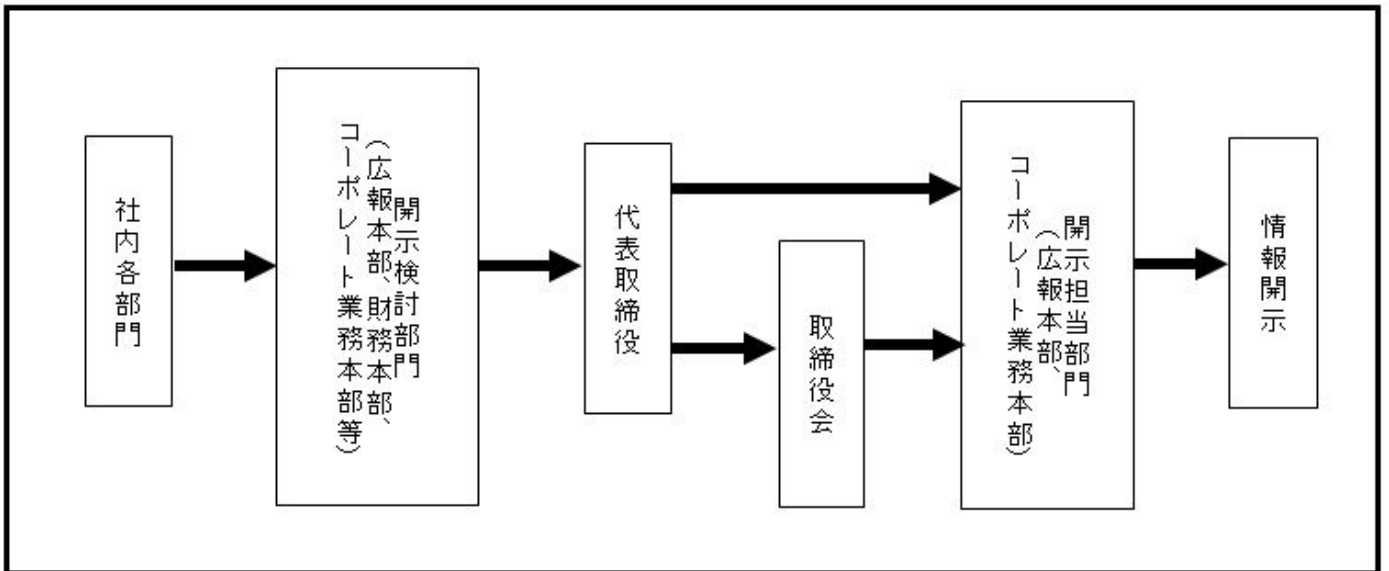 社内各部門
開示検討部門
（広報本部、財務本部、
コーポレート業務本部等）
代表取締役
取締役会
開示担当部門
（広報本部、
コーポレート業務本部）
情報開示